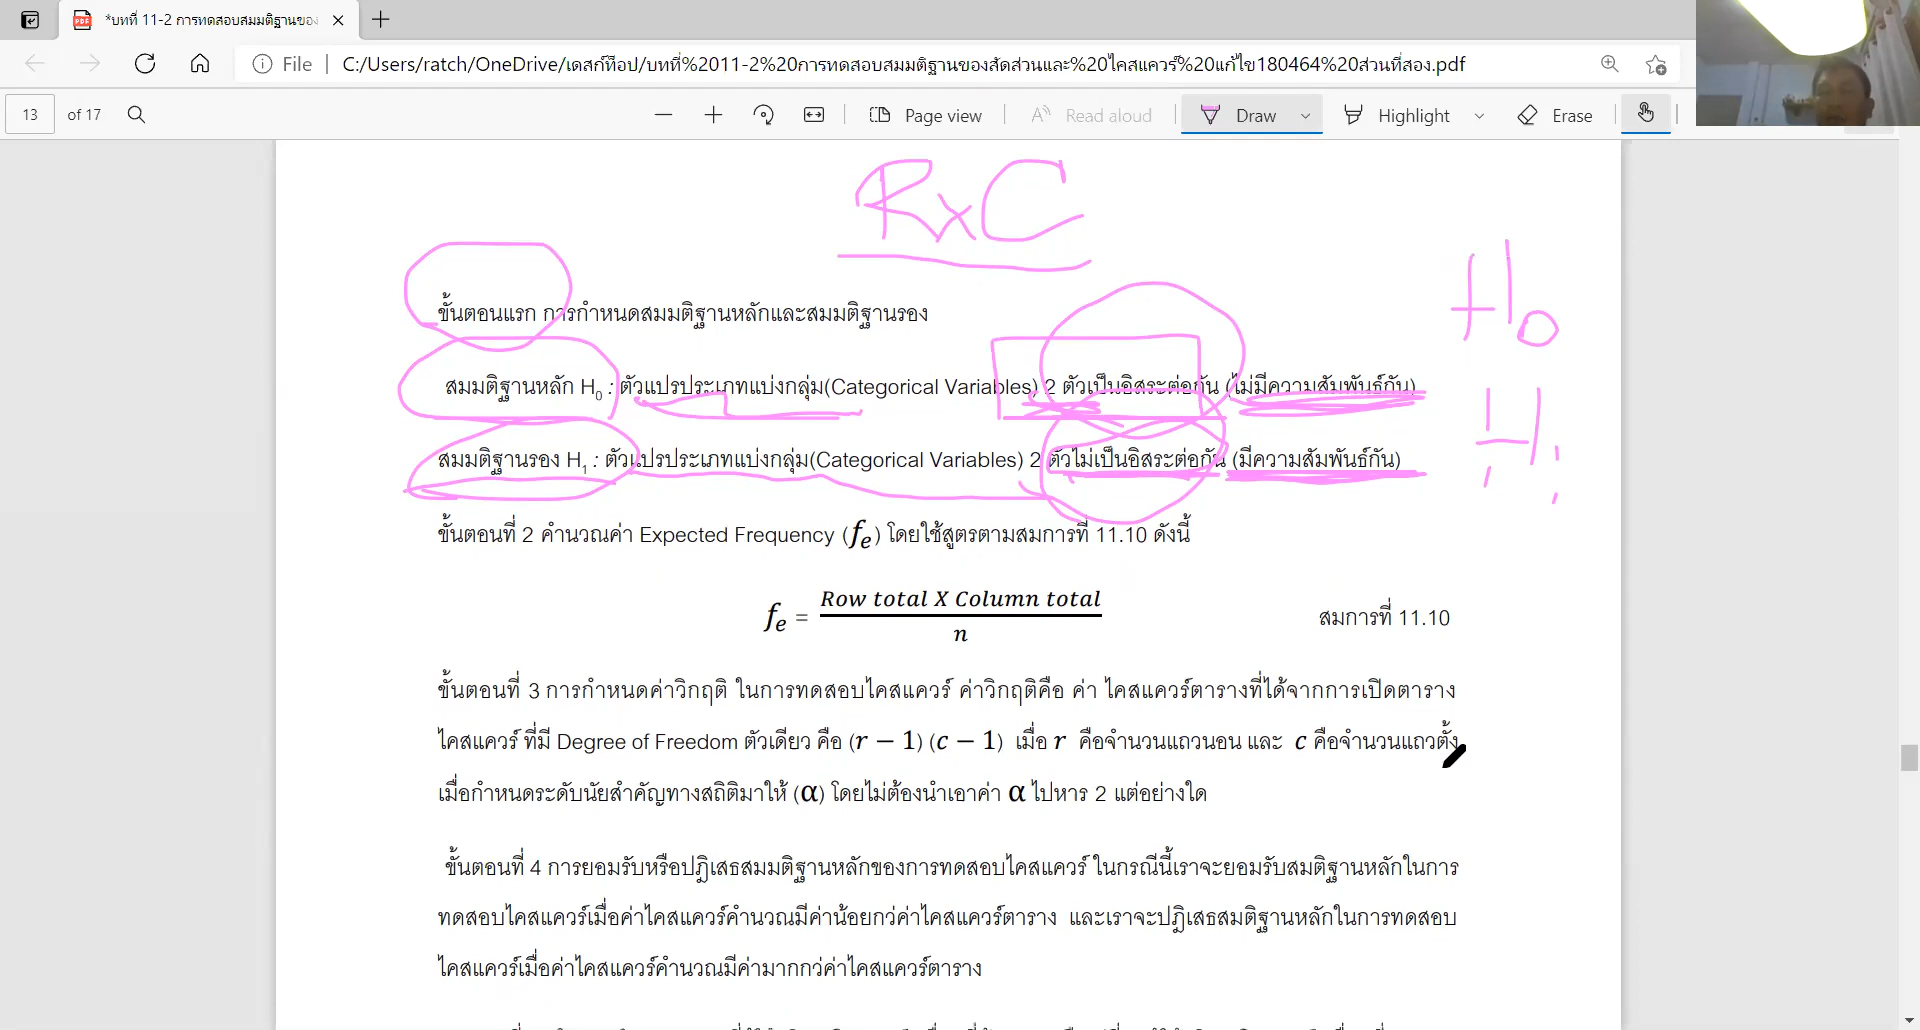 *บทที่ 11-2 การทดสอบสมมติฐานของ
File
C:/Users/ratch/OneDrive/เดสก์ท็อป/บทที่%2011-2%20การทดสอบสมมติฐานของสัดส่วนและ%20ไคสแควร์%20แก้ไข180464%20ส่วนที่สอง.pdf
13 of 17
Page view
Read aloud
Draw
Highlight
Erase
RxC
ขั้นตอนแรก การกำหนดสมมติฐานหลักและสมมติฐานรอง
H0
สมมติฐานหลัก H0 : ตัวแปรประเภทแบ่งกลุ่ม(Categorical Variables) 2 ตัวเป็นอิสระต่อกัน (ไม่มีความสัมพันธ์กัน)
สมมติฐานรอง H1 : ตัวแปรประเภทแบ่งกลุ่ม(Categorical Variables) 2 ตัวไม่เป็นอิสระต่อกัน (มีความสัมพันธ์กัน)
H1
ขั้นตอนที่ 2 คำนวณค่า Expected Frequency (fe) โดยใช้สูตรตามสมการที่ 11.10 ดังนี้
fe = Row total X Column total / n สมการที่ 11.10
ขั้นตอนที่ 3 การกำหนดค่าวิกฤติ ในการทดสอบไคสแควร์ ค่าวิกฤติคือ ค่า ไคสแควร์ตารางที่ได้จากการเปิดตาราง
ไคสแควร์ ที่มี Degree of Freedom ตัวเดียว คือ (r − 1) (c − 1) เมื่อ r คือจำนวนแถวนอน และ c คือจำนวนแถวตั้ง
เมื่อกำหนดระดับนัยสำคัญทางสถิติมาให้ (α) โดยไม่ต้องนำเอาค่า α ไปหาร 2 แต่อย่างใด
ขั้นตอนที่ 4 การยอมรับหรือปฏิเสธสมมติฐานหลักของการทดสอบไคสแควร์ ในกรณีนี้เราจะยอมรับสมติฐานหลักในการ
ทดสอบไคสแควร์เมื่อค่าไคสแควร์คำนวณมีค่าน้อยกว่าค่าไคสแควร์ตาราง และเราจะปฏิเสธสมติฐานหลักในการทดสอบ
ไคสแควร์เมื่อค่าไคสแควร์คำนวณมีค่ามากกว่าค่าไคสแควร์ตาราง